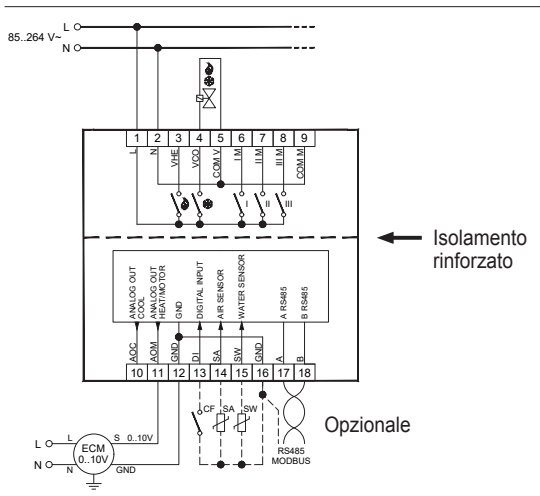 L
85..264 V~
N
1 2 3 4 5 6 7 8 9
L N VHE VCO COM V I M II M III M COM M
I II III
Isolamento
rinforzato
ANALOG OUT
COOL
ANALOG OUT
HEAT/MOTOR
GND
DIGITAL INPUT
AIR SENSOR
WATER SENSOR
A RS485
B RS485
AOC AOM GND DI SA SW GND A B
10 11 12 13 14 15 16 17 18
CF SA SW
Opzionale
L L S 0..10V
ECM
0..10V
N N GND
RS485
MODBUS